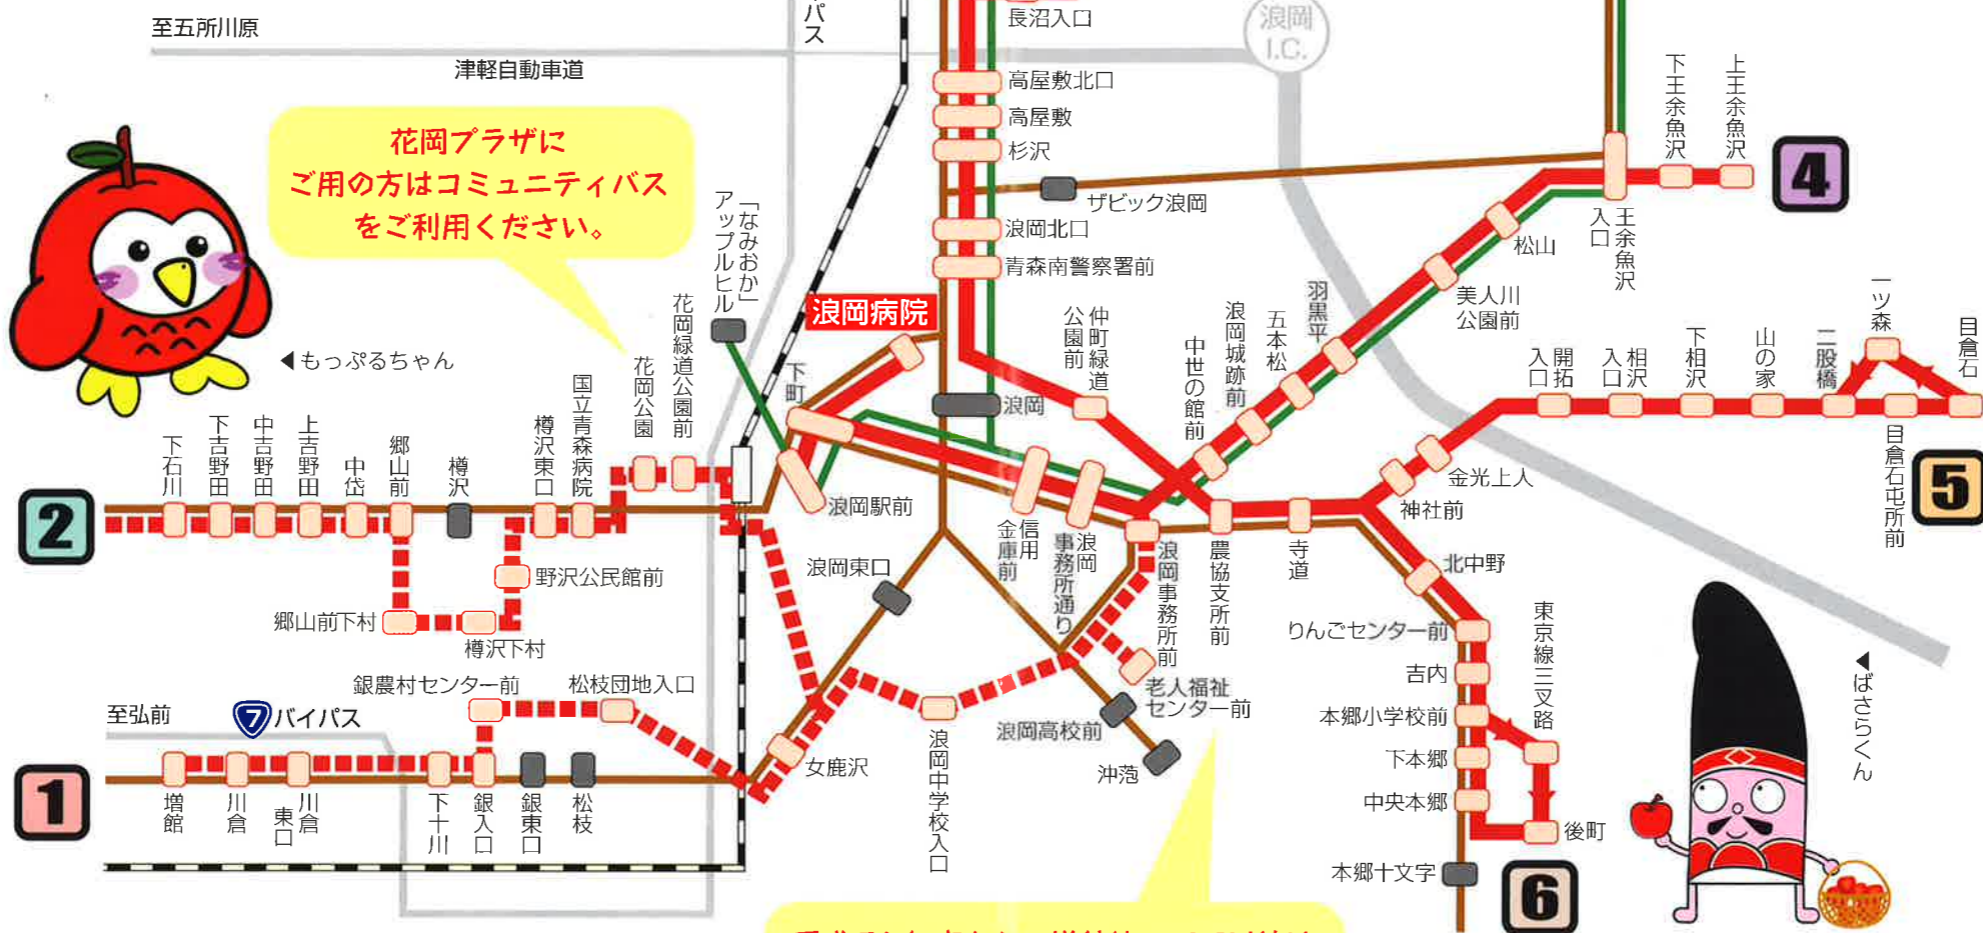 至五所川原
津軽自動車道
バス
長沼入口
浪岡
I.C.
高屋敷北口
高屋敷
杉沢
ザビック浪岡
浪岡北口
青森南警察署前
下王余魚沢
上王余魚沢
4
王余魚沢
入口
松山
美人川
公園前
羽黒平
五本松
浪岡城跡前
中世の館前
仲町緑道
公園前
花岡プラザに
ご用の方はコミュニティバス
をご利用ください。
「なみおか」
アップルヒル
浪岡病院
下町
浪岡
◀もっぷるちゃん
花岡緑道公園前
花岡公園
国立青森病院
樽沢東口
樽沢
郷山前
中岱
上吉野田
中吉野田
下吉野田
下石川
2
野沢公民館前
郷山前下村
樽沢下村
浪岡駅前
信用
金庫前
浪岡
事務所通り
浪岡事務所前
農協支所前
寺道
神社前
金光上人
開拓
入口
相沢
入口
下相沢
山の家
二股橋
一ツ森
目倉石
目倉石屯所前
5
北中野
りんごセンター前
吉内
本郷小学校前
下本郷
中央本郷
本郷十文字
東京線三叉路
後町
6
◀ばさらくん
浪岡東口
老人福祉
センター前
浪岡高校前
沖萢
浪岡中学校入口
女鹿沢
銀農村センター前
松枝団地入口
至弘前
7
バイパス
1
増館
川倉
川倉
東口
下十川
銀入口
銀東口
松枝